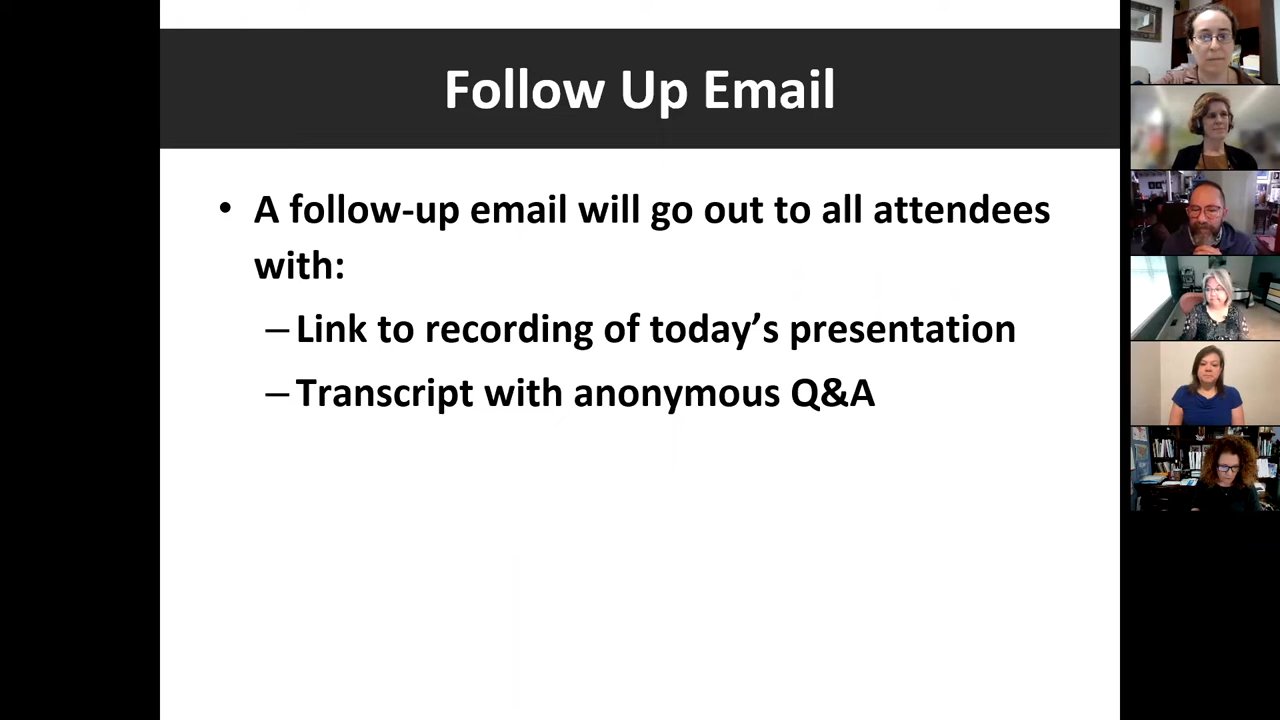 Follow Up Email
• A follow-up email will go out to all attendees
with:
– Link to recording of today’s presentation
– Transcript with anonymous Q&A